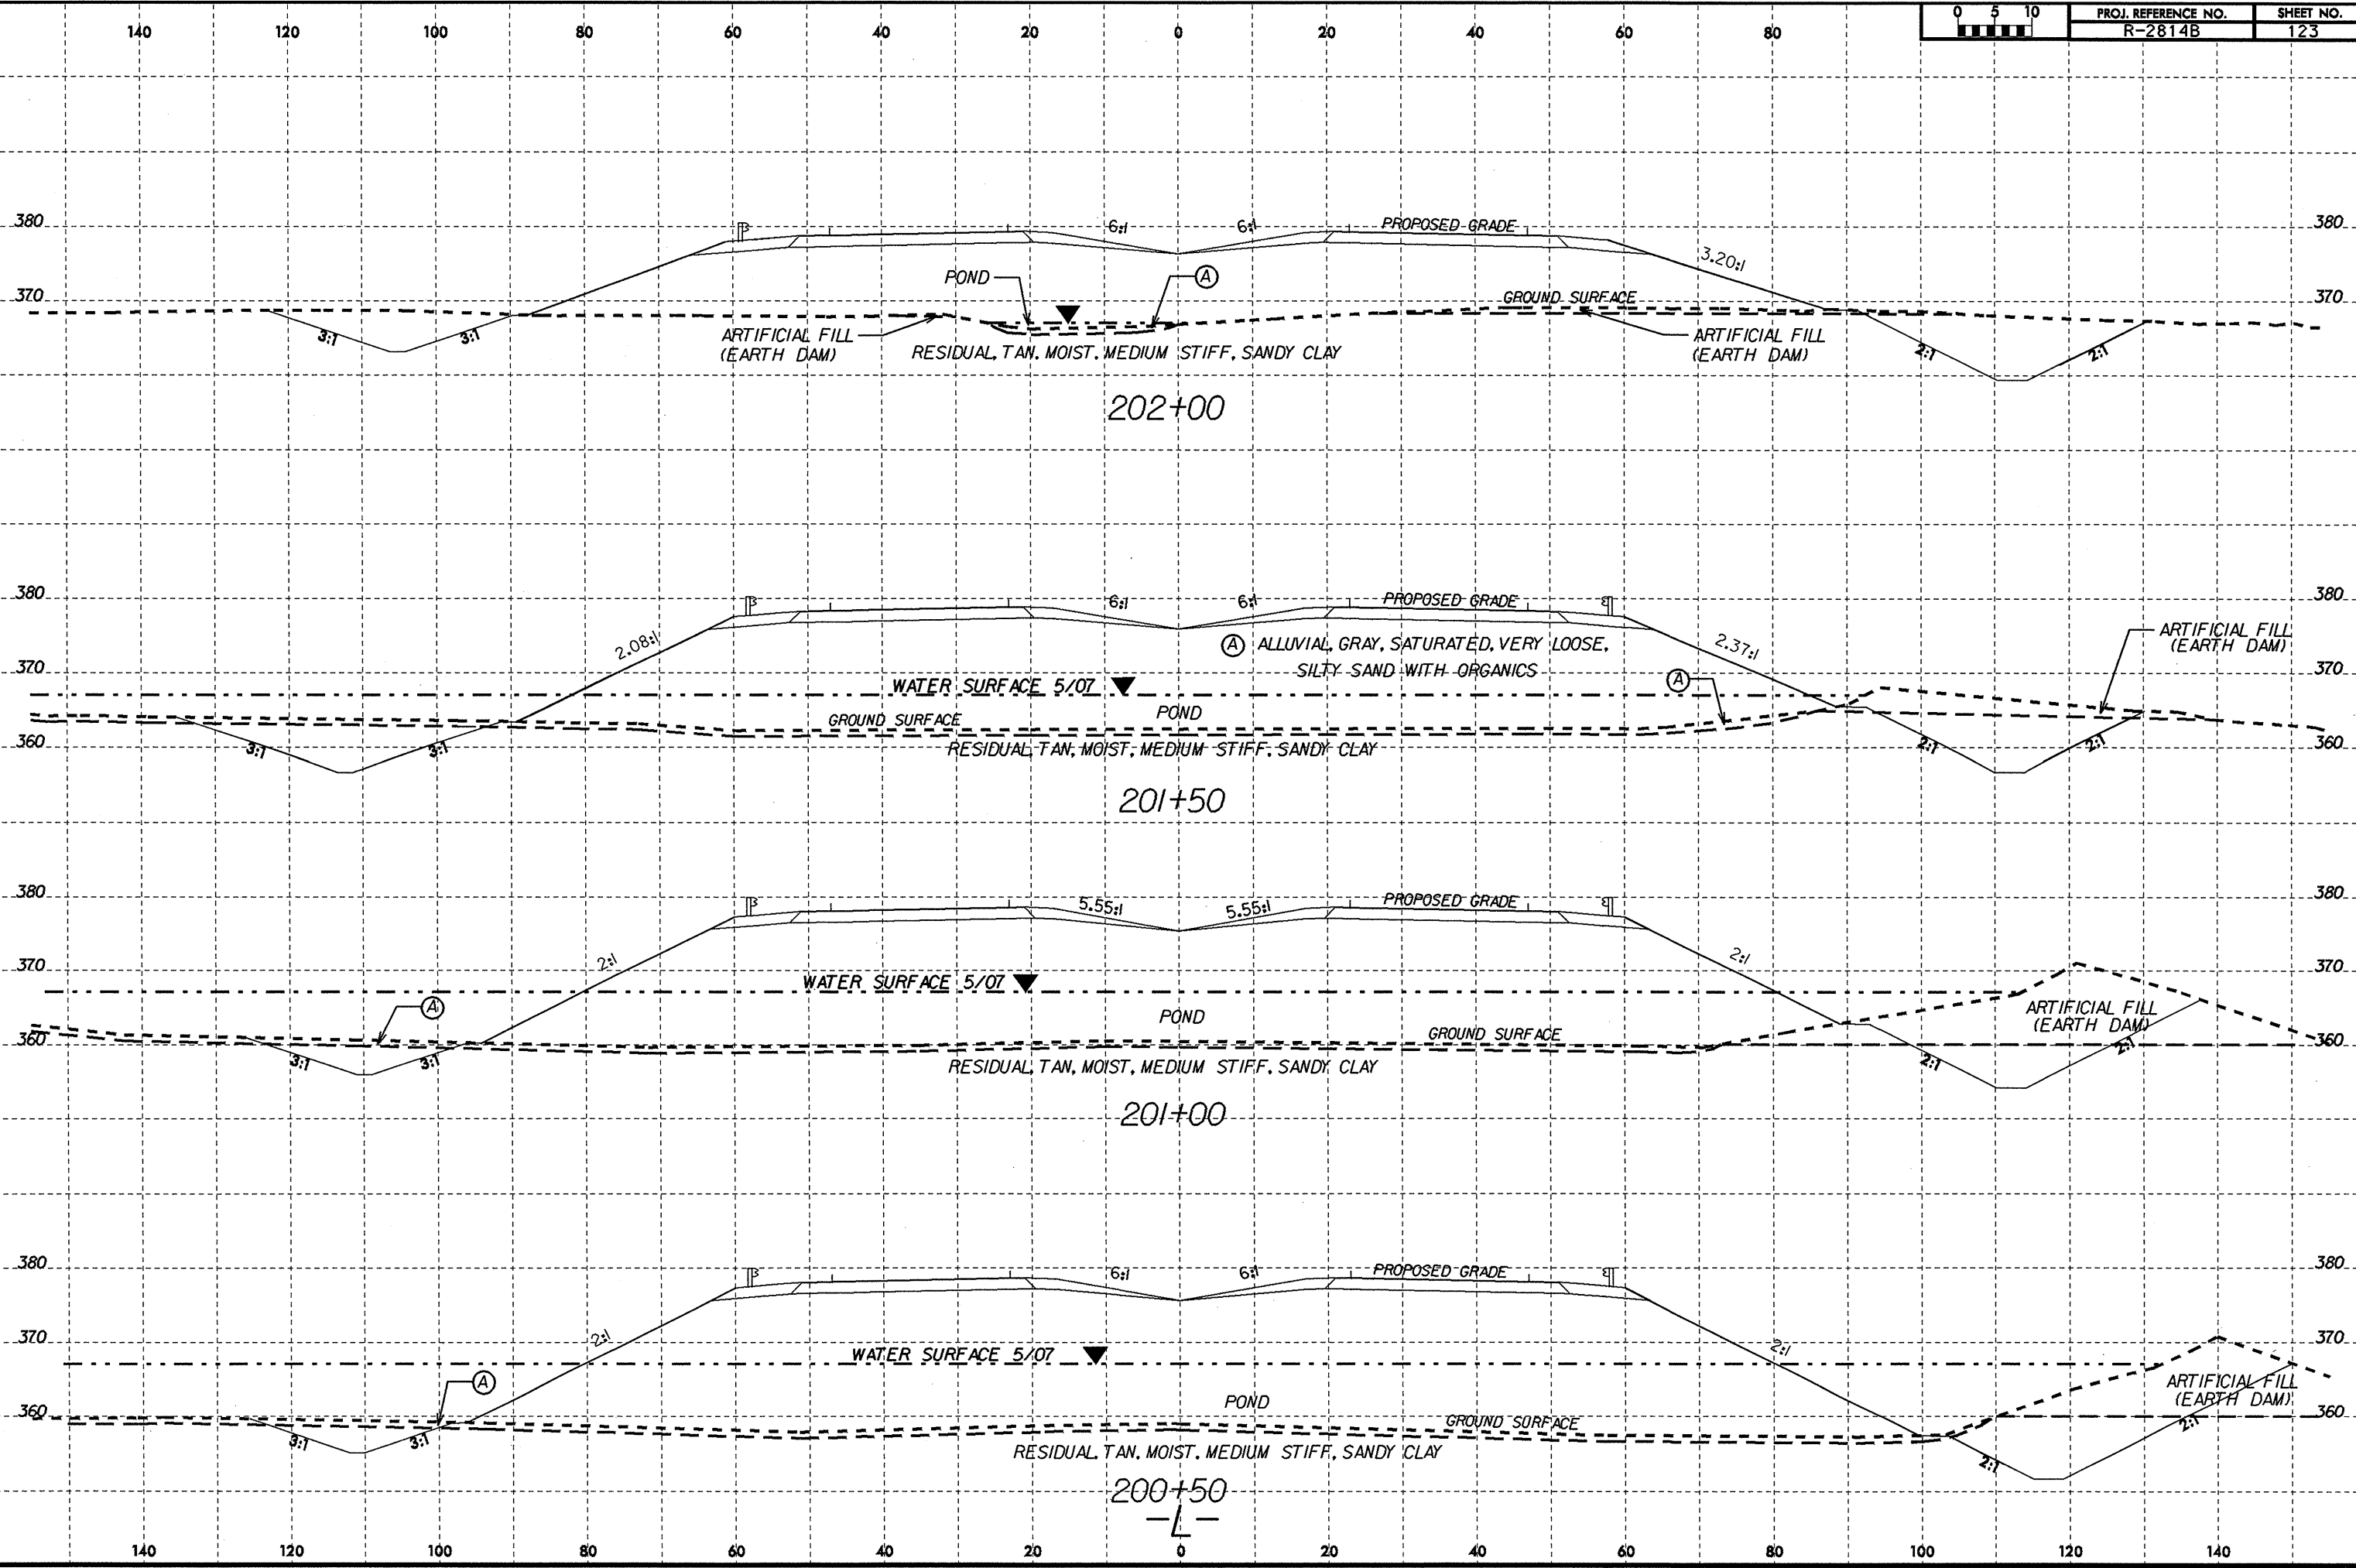 0 5 10
PROJ. REFERENCE NO. SHEET NO.
R-2814B 123
140 120 100 80 60 40 20 0 20 40 60 80
380 6:1 6:1 PROPOSED GRADE 380
3.20:1
POND A
370 GROUND SURFACE 370
3:1 3:1 ARTIFICIAL FILL ARTIFICIAL FILL
(EARTH DAM) RESIDUAL, TAN, MOIST, MEDIUM STIFF, SANDY CLAY (EARTH DAM) 2:1 2:1
202+00
380 6:1 6:1 PROPOSED GRADE 380
2.08:1 A ALLUVIAL, GRAY, SATURATED, VERY LOOSE, 2.37:1 ARTIFICIAL FILL
(EARTH DAM)
370 SILTY SAND WITH ORGANICS 370
WATER SURFACE 5/07 A
POND
GROUND SURFACE
360 3:1 3:1 RESIDUAL, TAN, MOIST, MEDIUM STIFF, SANDY CLAY 2:1 2:1 360
201+50
380 5.55:1 5.55:1 PROPOSED GRADE 380
370 2:1 2:1 370
WATER SURFACE 5/07
A POND ARTIFICIAL FILL
(EARTH DAM)
360 GROUND SURFACE 360
3:1 3:1 RESIDUAL, TAN, MOIST, MEDIUM STIFF, SANDY CLAY 2:1 2:1
201+00
380 6:1 6:1 PROPOSED GRADE 380
370 2:1 2:1 370
WATER SURFACE 5/07
A ARTIFICIAL FILL
POND (EARTH DAM)
360 GROUND SURFACE 360
3:1 3:1 RESIDUAL, TAN, MOIST, MEDIUM STIFF, SANDY CLAY 2:1 2:1
200+50
-L-
140 120 100 80 60 40 20 0 20 40 60 80 100 120 140